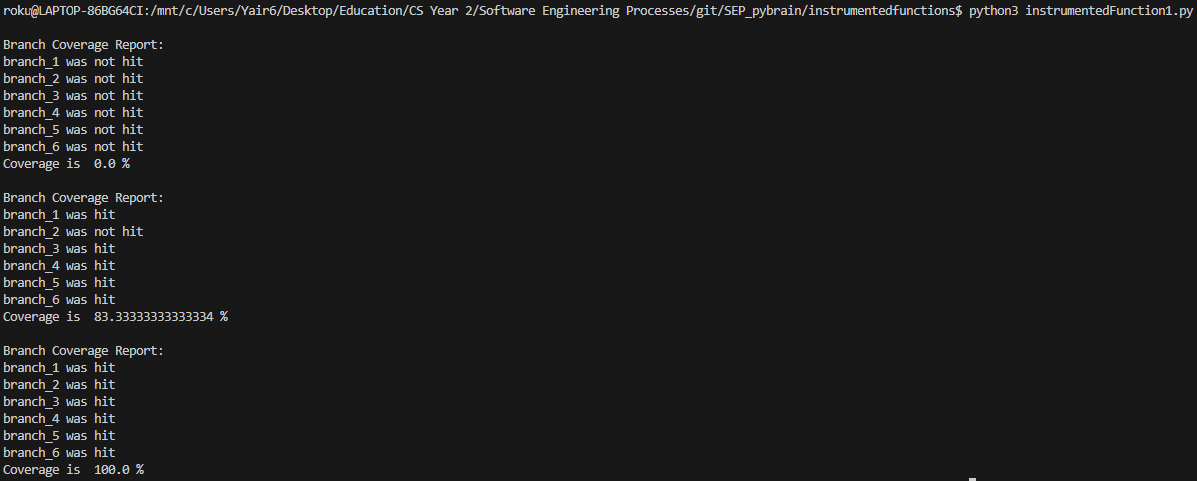 roku@LAPTOP-86BG64CI:/mnt/c/Users/Yair6/Desktop/Education/CS Year 2/Software Engineering Processes/git/SEP_pybrain/instrumentedfunctions$ python3 instrumentedFunction1.py
Branch Coverage Report:
branch_1 was not hit
branch_2 was not hit
branch_3 was not hit
branch_4 was not hit
branch_5 was not hit
branch_6 was not hit
Coverage is  0.0 %
Branch Coverage Report:
branch_1 was hit
branch_2 was not hit
branch_3 was hit
branch_4 was hit
branch_5 was hit
branch_6 was hit
Coverage is  83.33333333333334 %
Branch Coverage Report:
branch_1 was hit
branch_2 was hit
branch_3 was hit
branch_4 was hit
branch_5 was hit
branch_6 was hit
Coverage is  100.0 %